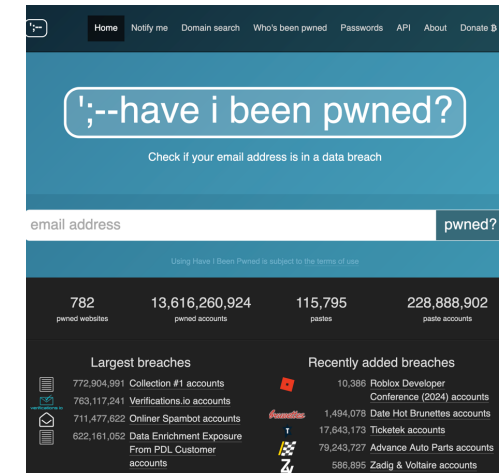 ';--
Home Notify me Domain search Who's been pwned Passwords API About Donate ₿
';--have i been pwned?
Check if your email address is in a data breach
email address
pwned?
Using Have I Been Pwned is subject to the terms of use
782
pwned websites
13,616,260,924
pwned accounts
115,795
pastes
228,888,902
paste accounts
Largest breaches
772,904,991 Collection #1 accounts
verifications.io
763,117,241 Verifications.io accounts
711,477,622 Onliner Spambot accounts
622,161,052 Data Enrichment Exposure
From PDL Customer
accounts
Recently added breaches
10,386 Roblox Developer
Conference (2024) accounts
brunettes
1,494,078 Date Hot Brunettes accounts
T
17,643,173 Ticketek accounts
79,243,727 Advance Auto Parts accounts
586,895 Zadig & Voltaire accounts